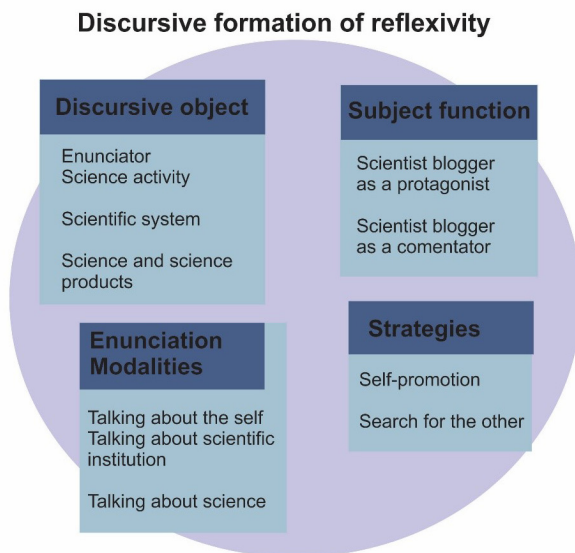 Discursive formation of reflexivity
Discursive object
Enunciator
Science activity
Scientific system
Science and science
products
Subject function
Scientist blogger
as a protagonist
Scientist blogger
as a comentator
Enunciation
Modalities
Talking about the self
Talking about scientific
institution
Talking about science
Strategies
Self-promotion
Search for the other